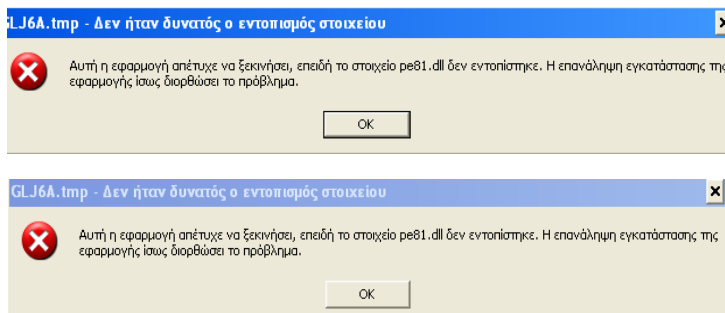 GLJ6A.tmp - Δεν ήταν δυνατός ο εντοπισμός στοιχείου
Αυτή η εφαρμογή απέτυχε να ξεκινήσει, επειδή το στοιχείο pe81.dll δεν εντοπίστηκε. Η επανάληψη εγκατάστασης της
εφαρμογής ίσως διορθώσει το πρόβλημα.
OK
GLJ6A.tmp - Δεν ήταν δυνατός ο εντοπισμός στοιχείου
Αυτή η εφαρμογή απέτυχε να ξεκινήσει, επειδή το στοιχείο pe81.dll δεν εντοπίστηκε. Η επανάληψη εγκατάστασης της
εφαρμογής ίσως διορθώσει το πρόβλημα.
OK